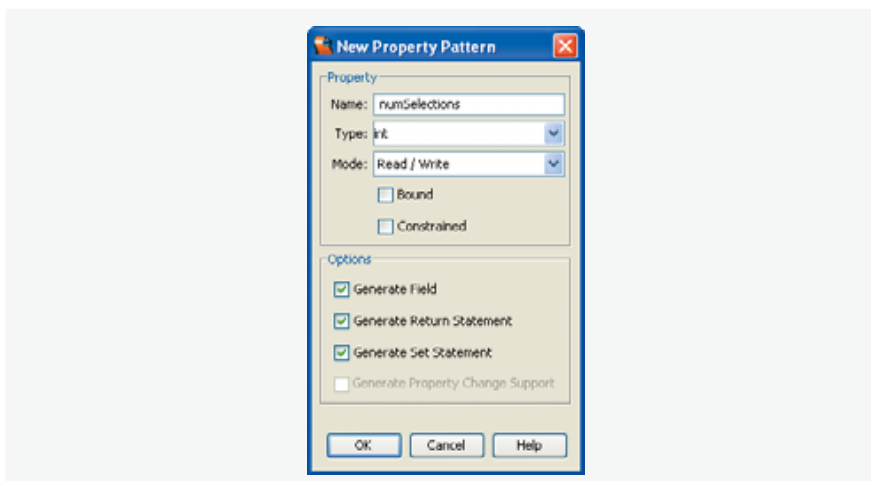 New Property Pattern
Property
Name: numSelections
Type: int
Mode: Read / Write
Bound
Constrained
Options
Generate Field
Generate Return Statement
Generate Set Statement
Generate Property Change Support
OK Cancel Help